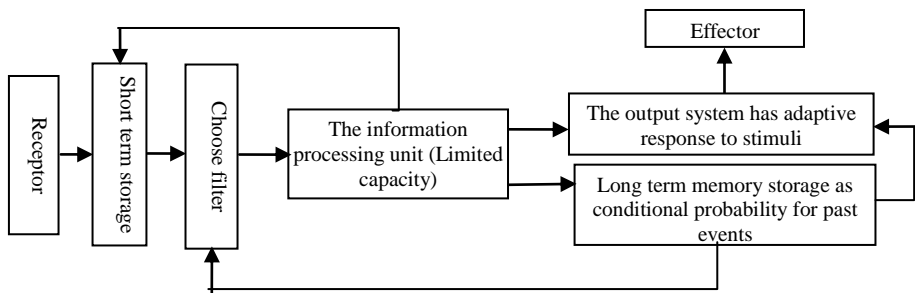 Effector
Receptor
Short term
storage
Choose filter
The information
processing unit (Limited
capacity)
The output system has adaptive
response to stimuli
Long term memory storage as
conditional probability for past
events